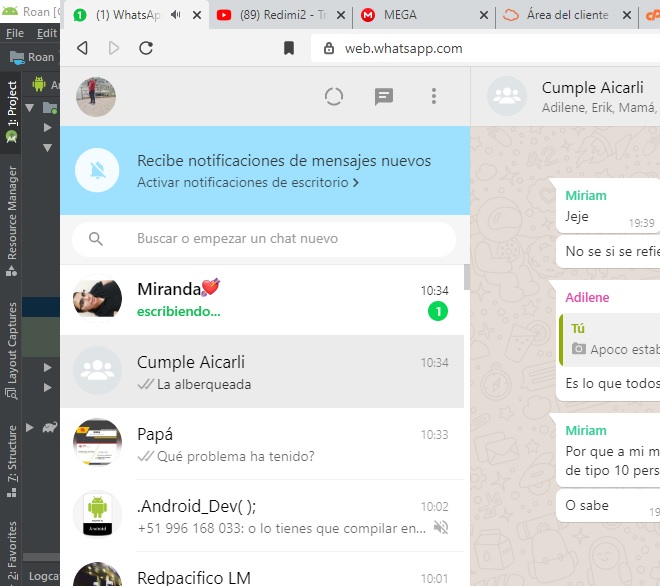 Roan [C:
File Edit
Roan
An
1: Project
Resource Manager
Layout Captures
7: Structure
2: Favorites
Logca
(1) WhatsAp
(89) Redimi2 - T
MEGA
Área del cliente
web.whatsapp.com
Recibe notificaciones de mensajes nuevos
Activar notificaciones de escritorio >
Buscar o empezar un chat nuevo
Miranda💘 10:34
escribiendo... 1
Cumple Aicarli 10:34
La alberqueada
Papá 10:33
Qué problema ha tenido?
.Android_Dev( ); 10:02
+51 996 168 033: o lo tienes que compilar en...
Redpacifico LM 10:01
Cumple Aicarli
Adilene, Erik, Mamá,
Miriam
Jeje 19:39
No se si se refie
Adilene
Tú
Apoco estab
Es lo que todos
Miriam
Por que a mi m
de tipo 10 pers
O sabe 19